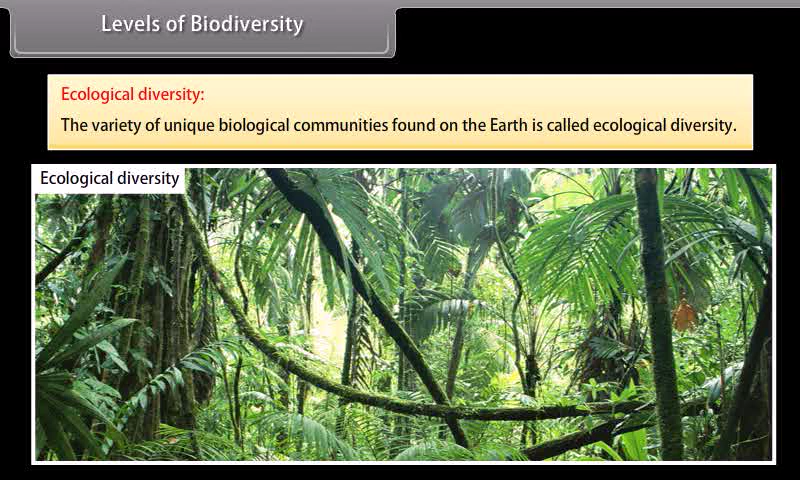 Levels of Biodiversity
Ecological diversity:
The variety of unique biological communities found on the Earth is called ecological diversity.
Ecological diversity